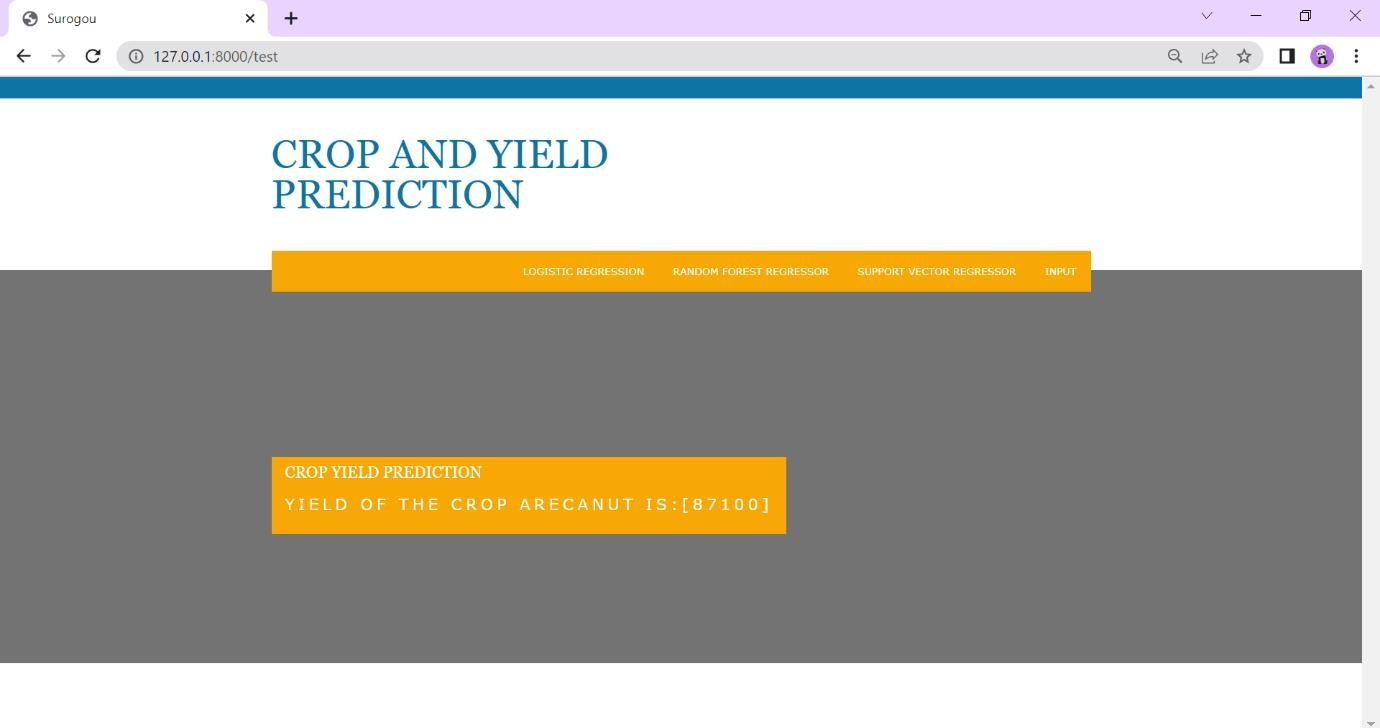 Surogou
127.0.0.1:8000/test
CROP AND YIELD
PREDICTION
LOGISTIC REGRESSION RANDOM FOREST REGRESSOR SUPPORT VECTOR REGRESSOR INPUT
CROP YIELD PREDICTION
YIELD OF THE CROP ARECANUT IS:[87100]